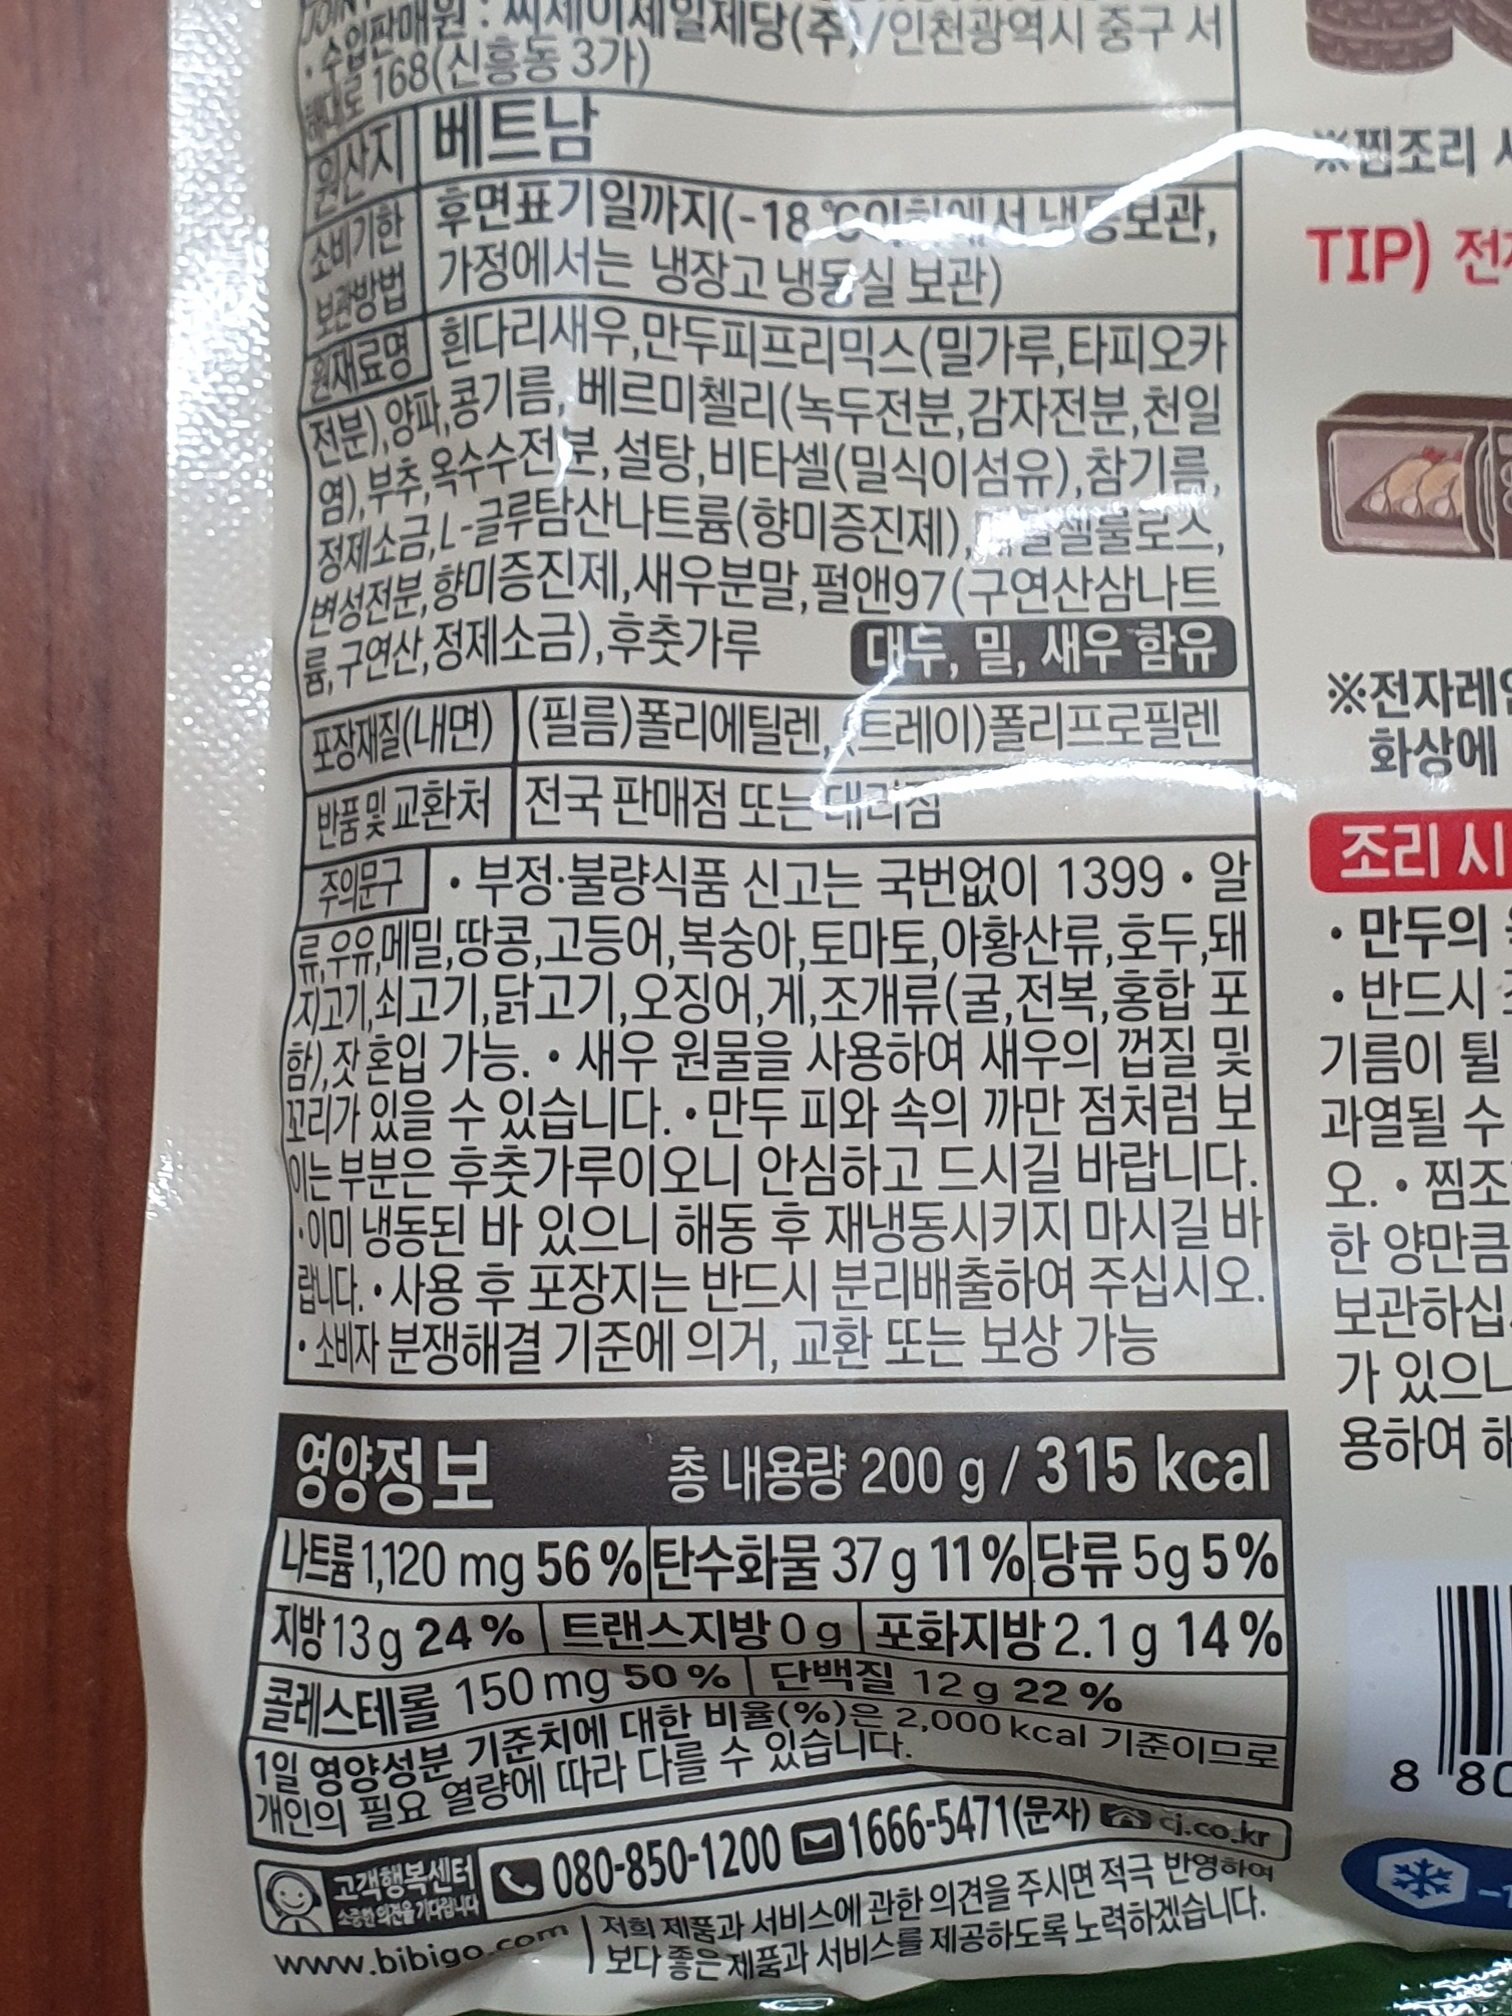 · 수입판매원 : 씨제이제일제당(주)/인천광역시 중구 서
해대로 168(신흥동 3가)
원산지 베트남
소비기한 후면표기일까지(-18 ℃이하에서 냉동보관,
보관방법 가정에서는 냉장고 냉동실 보관)
원재료명 흰다리새우,만두피프리믹스(밀가루,타피오카
전분),양파,콩기름, 베르미첼리(녹두전분,감자전분,천일
염),부추,옥수수전분,설탕,비타셀(밀식이섬유),참기름,
정제소금,L-글루탐산나트륨(향미증진제),
변성전분,향미증진제,새우분말,펄앤97(구연산삼나트
륨,구연산,정제소금),후춧가루 대두, 밀, 새우 함유
포장재질(내면) (필름)폴리에틸렌,(트레이)폴리프로필렌
반품 및 교환처 전국 판매점 또는 대리점
주의문구 · 부정·불량식품 신고는 국번없이 1399 · 알
류,우유,메밀,땅콩,고등어,복숭아,토마토,아황산류,호두,돼
지고기,쇠고기,닭고기,오징어,게,조개류(굴,전복,홍합 포
함),잣 혼입 가능. · 새우 원물을 사용하여 새우의 껍질 및
꼬리가 있을 수 있습니다. · 만두 피와 속의 까만 점처럼 보
이는 부분은 후춧가루이오니 안심하고 드시길 바랍니다.
· 이미 냉동된 바 있으니 해동 후 재냉동시키지 마시길 바
랍니다. · 사용 후 포장지는 반드시 분리배출하여 주십시오.
· 소비자 분쟁해결 기준에 의거, 교환 또는 보상 가능
영양정보 총 내용량 200 g / 315 kcal
나트륨 1,120 mg 56 % 탄수화물 37 g 11 % 당류 5 g 5 %
지방 13 g 24 % 트랜스지방 0 g 포화지방 2.1 g 14 %
콜레스테롤 150 mg 50 % 단백질 12 g 22 %
1일 영양성분 기준치에 대한 비율(%)은 2,000 kcal 기준이므로
개인의 필요 열량에 따라 다를 수 있습니다.
고객행복센터 080-850-1200 1666-5471(문자) cj.co.kr
소중한 의견을 기다립니다
www.bibigo.com 저희 제품과 서비스에 관한 의견을 주시면 적극 반영하여
보다 좋은 제품과 서비스를 제공하도록 노력하겠습니다.
※찜조리 시
TIP) 전
※전자레
화상에
조리 시
· 만두의
· 반드시
기름이 튈
과열될 수
오. · 찜조
한 양만큼
보관하십
가 있으니
용하여 해
8 80